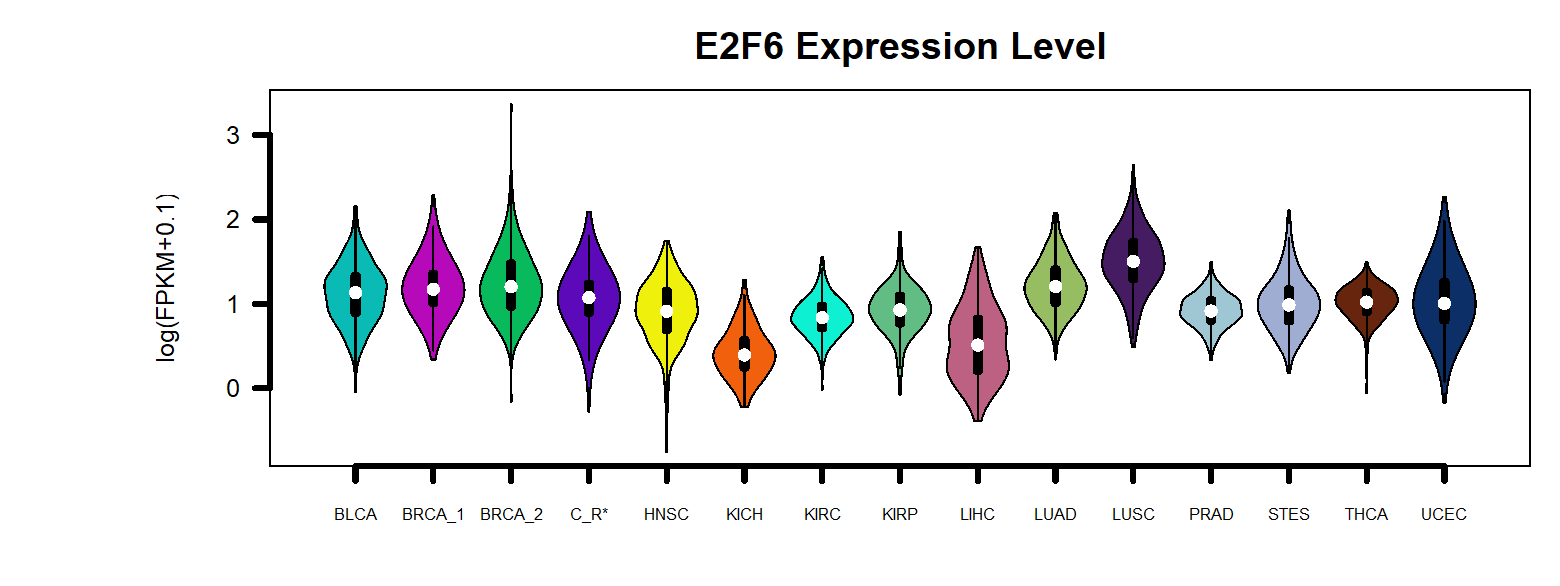 E2F6 Expression Level
log(FPKM+0.1)
3
2
1
0
BLCA BRCA_1 BRCA_2 C_R* HNSC KICH KIRC KIRP LIHC LUAD LUSC PRAD STES THCA UCEC